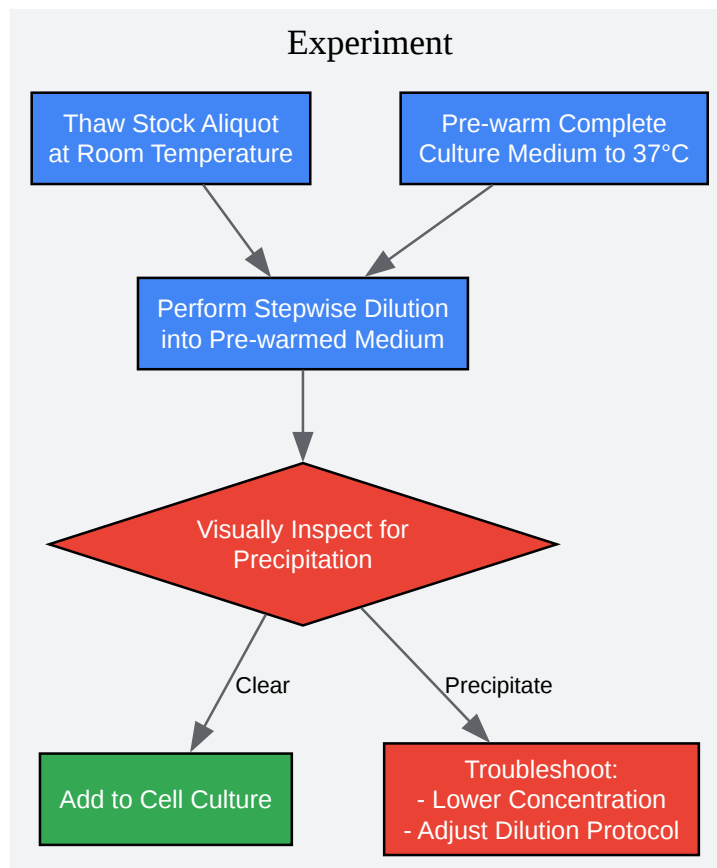 Experiment
Thaw Stock Aliquot
at Room Temperature
Pre-warm Complete
Culture Medium to 37°C
Perform Stepwise Dilution
into Pre-warmed Medium
Visually Inspect for
Precipitation
Clear
Precipitate
Add to Cell Culture
Troubleshoot:
- Lower Concentration
- Adjust Dilution Protocol